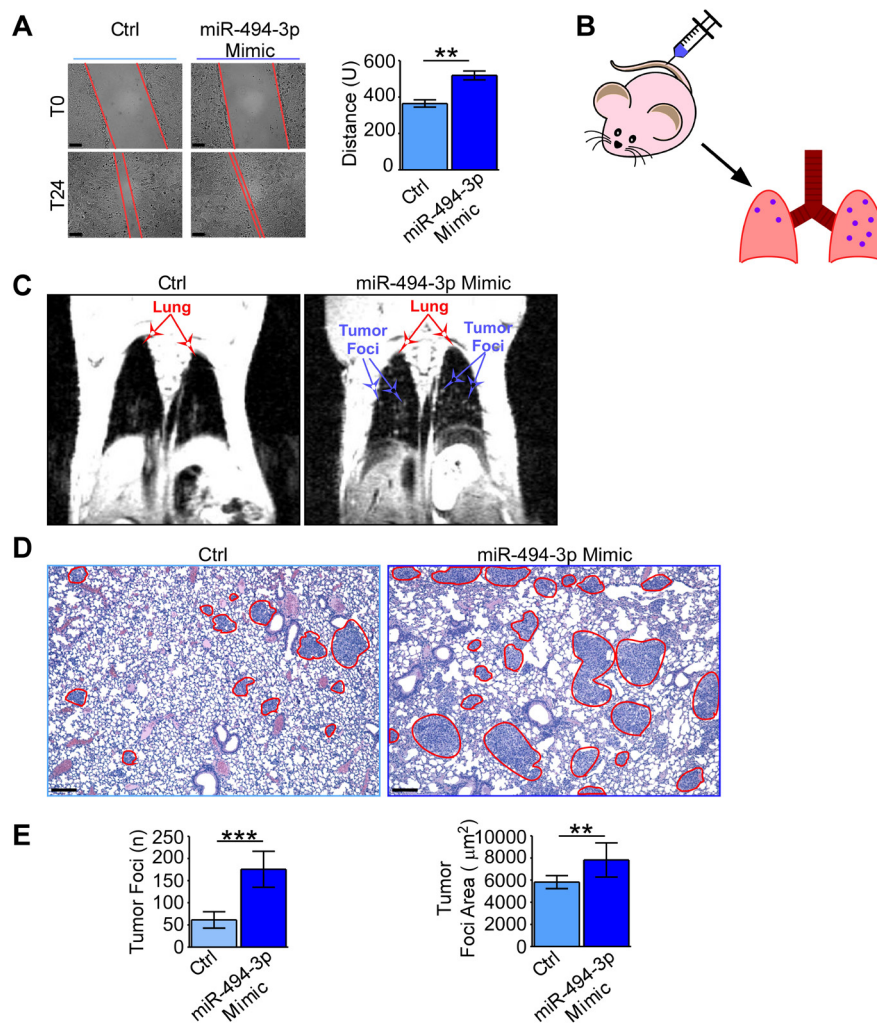 A
Ctrl
miR-494-3p
Mimic
T0
T24
Distance (U)
600
400
200
0
**
Ctrl
miR-494-3p
Mimic
B
C
Ctrl
miR-494-3p Mimic
Lung
Lung
Tumor
Foci
Tumor
Foci
D
Ctrl
miR-494-3p Mimic
E
Tumor Foci (n)
250
200
150
100
50
0
***
Ctrl
miR-494-3p
Mimic
Tumor
Foci Area ( μm2)
10000
8000
6000
4000
2000
0
**
Ctrl
miR-494-3p
Mimic